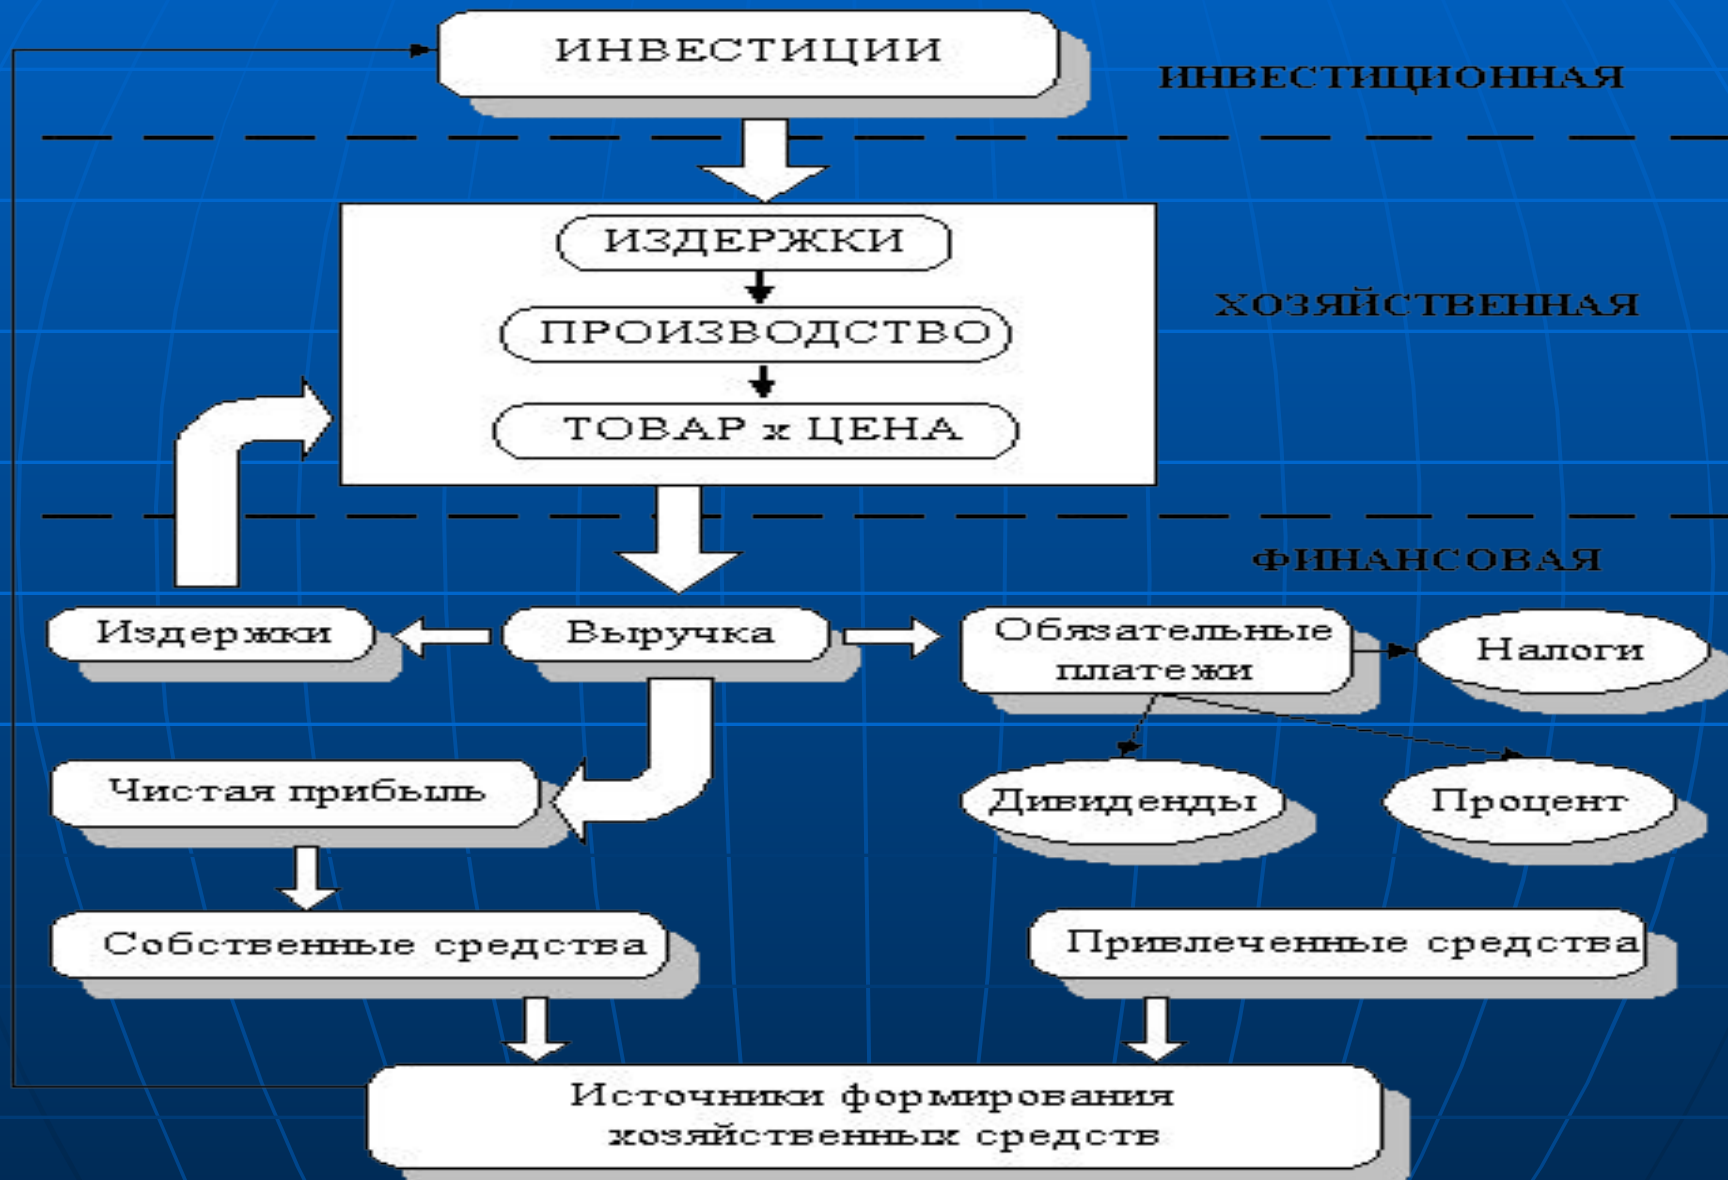 ИНВЕСТИЦИИ
ИНВЕСТИЦИОННАЯ
ИЗДЕРЖКИ
ПРОИЗВОДСТВО
ТОВАР х ЦЕНА
ХОЗЯЙСТВЕННАЯ
ФИНАНСОВАЯ
Издержки
Выручка
Обязательные
платежи
Налоги
Чистая прибыль
Дивиденды
Процент
Собственные средства
Привлеченные средства
Источники формирования
хозяйственных средств